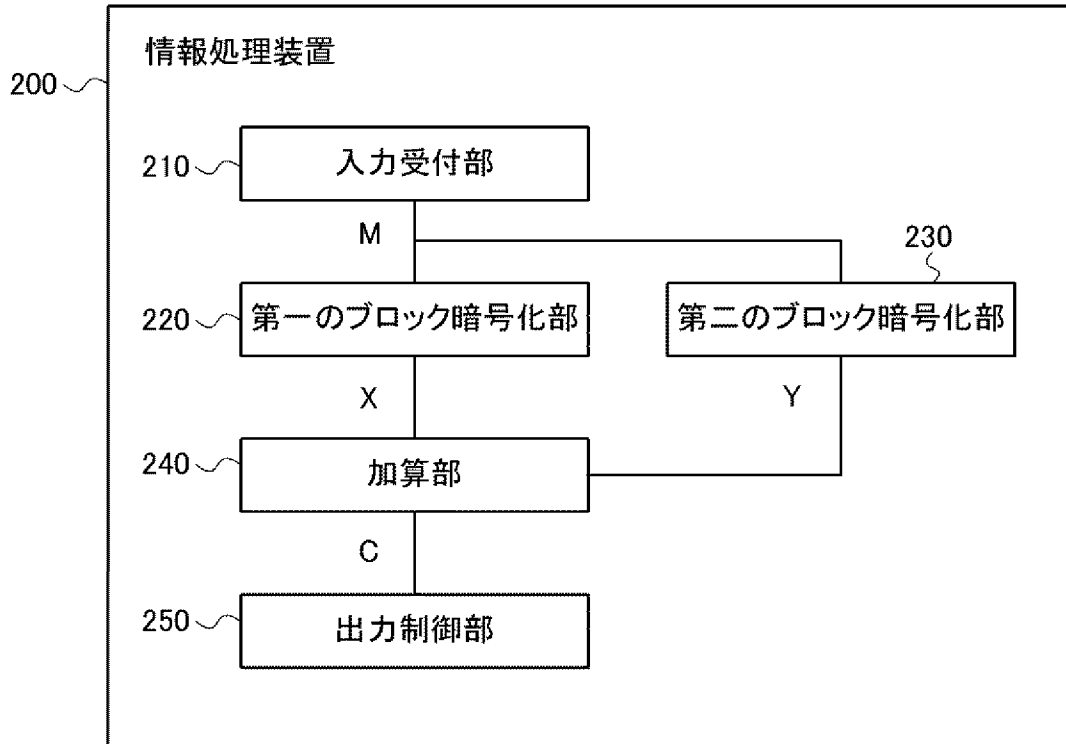 情報処理装置
200
210
入力受付部
M
230
220
第一のブロック暗号化部
第二のブロック暗号化部
X
Y
240
加算部
C
250
出力制御部